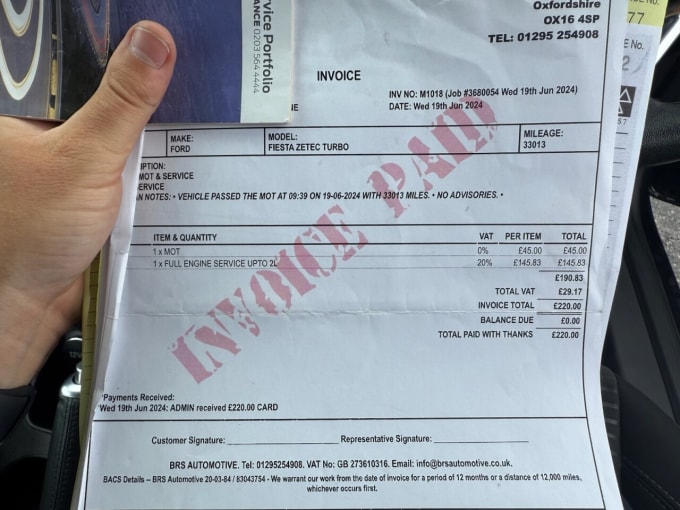 Service Portfolio
ANCE 0203 564 4444
Oxfordshire
OX16 4SP
TEL: 01295 254908
77
E No.
2
INVOICE
INV NO: M1018 (Job #3680054 Wed 19th Jun 2024)
DATE: Wed 19th Jun 2024
MAKE:
FORD
MODEL:
FIESTA ZETEC TURBO
MILEAGE:
33013
IPTION:
MOT & SERVICE
SERVICE
N NOTES: • VEHICLE PASSED THE MOT AT 09:39 ON 19-06-2024 WITH 33013 MILES. • NO ADVISORIES. •
INVOICE PAID
ITEM & QUANTITY VAT PER ITEM TOTAL
1 x MOT 0% £45.00 £45.00
1 x FULL ENGINE SERVICE UPTO 2L 20% £145.83 £145.83
£190.83
TOTAL VAT £29.17
INVOICE TOTAL £220.00
BALANCE DUE £0.00
TOTAL PAID WITH THANKS £220.00
*Payments Received:
Wed 19th Jun 2024: ADMIN received £220.00 CARD
Customer Signature: Representative Signature:
BRS AUTOMOTIVE. Tel: 01295254908. VAT No: GB 273610316. Email: info@brsautomotive.co.uk.
BACS Details – BRS Automotive 20-03-84 / 83043754 - We warrant our work from the date of invoice for a period of 12 months or a distance of 12,000 miles,
whichever occurs first.
12V